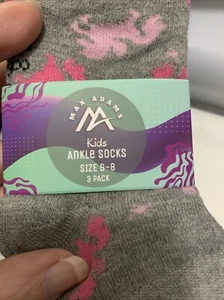 MAX ADAMS
Kids
ANKLE SOCKS
SIZE 6-8
3 PACK